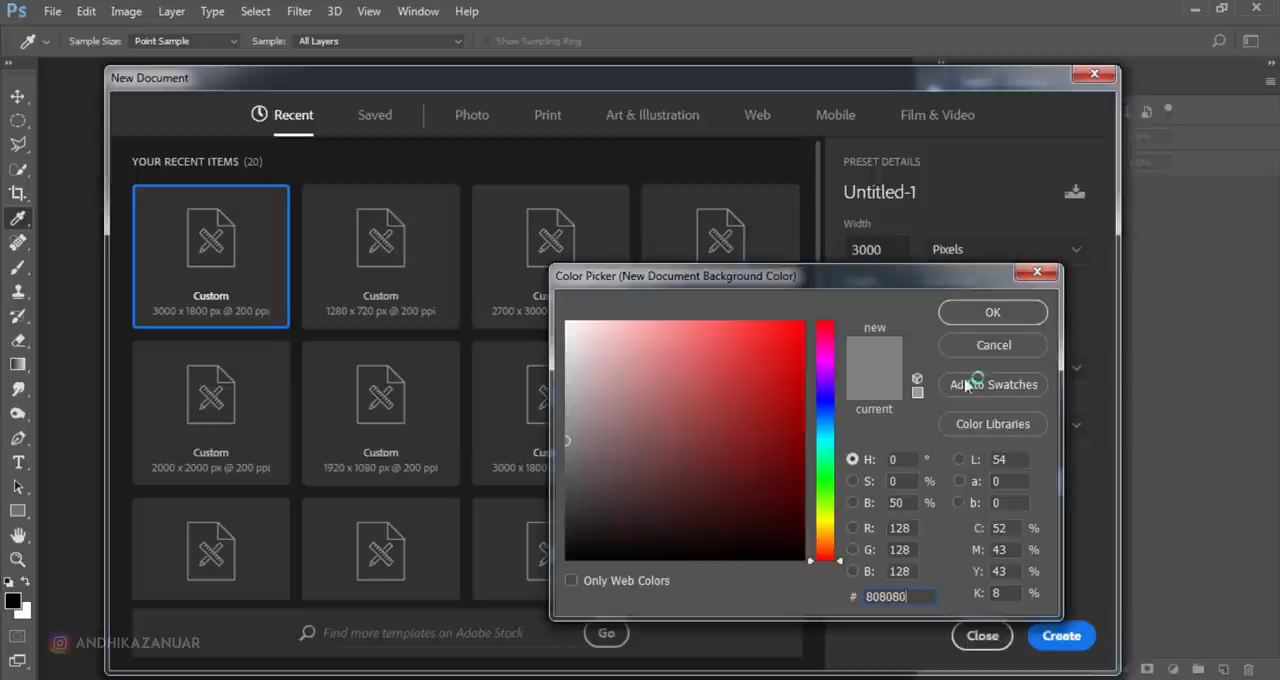 Ps File Edit Image Layer Type Select Filter 3D View Window Help
Sample Size: Point Sample Sample: All Layers Show Sampling Ring
New Document
Recent Saved Photo Print Art & Illustration Web Mobile Film & Video
YOUR RECENT ITEMS (20)
Custom
3000 x 1800 px @ 200 ppi
Custom
1280 x 720 px @ 200 ppi
2700 x 3000
Custom
2000 x 2000 px @ 200 ppi
Custom
1920 x 1080 px @ 200 ppi
3000 x 180
Find more templates on Adobe Stock
Go
PRESET DETAILS
Untitled-1
Width
3000 Pixels
Color Picker (New Document Background Color)
new
current
OK
Cancel
Add to Swatches
Color Libraries
H: 0 ° L: 54
S: 0 % a: 0
B: 50 % b: 0
R: 128 C: 52 %
G: 128 M: 43 %
B: 128 Y: 43 %
# 808080 K: 8 %
Only Web Colors
Close
Create
ANDHIKAZANUAR